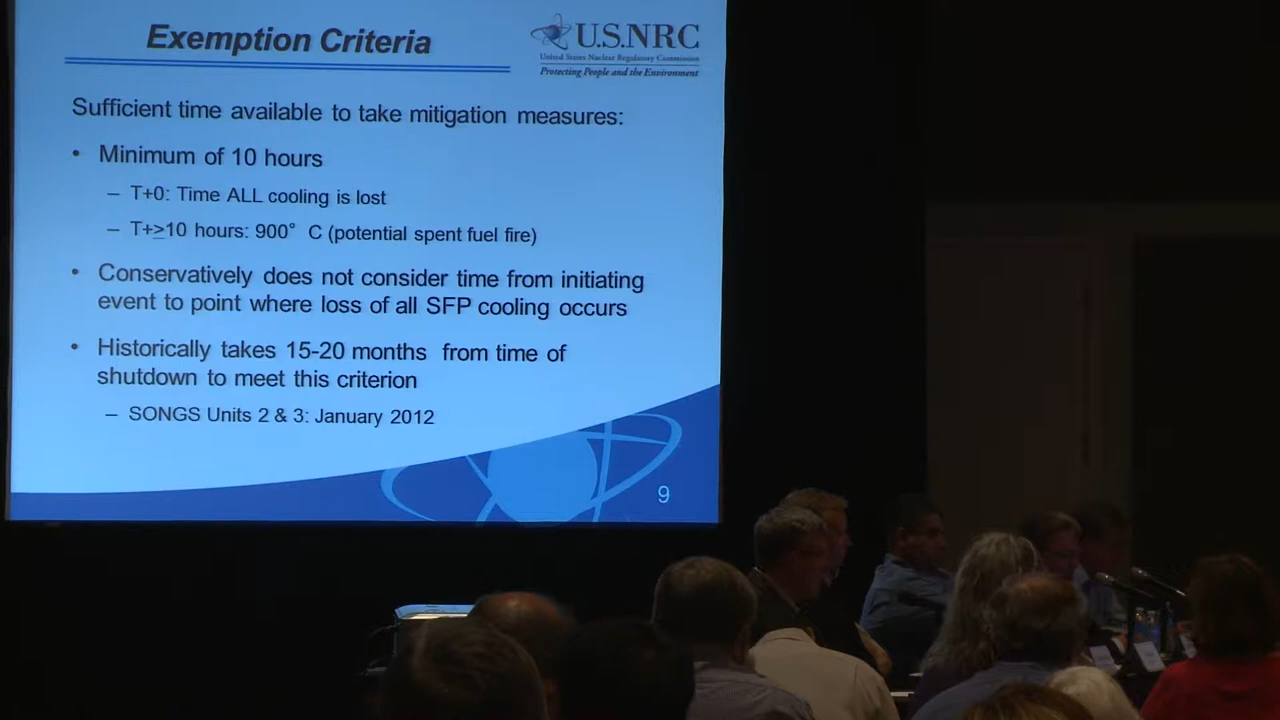 Exemption Criteria
U.S.NRC
United States Nuclear Regulatory Commission
Protecting People and the Environment
Sufficient time available to take mitigation measures:
• Minimum of 10 hours
– T+0: Time ALL cooling is lost
– T+≥10 hours: 900° C (potential spent fuel fire)
• Conservatively does not consider time from initiating
event to point where loss of all SFP cooling occurs
• Historically takes 15-20 months from time of
shutdown to meet this criterion
– SONGS Units 2 & 3: January 2012
9